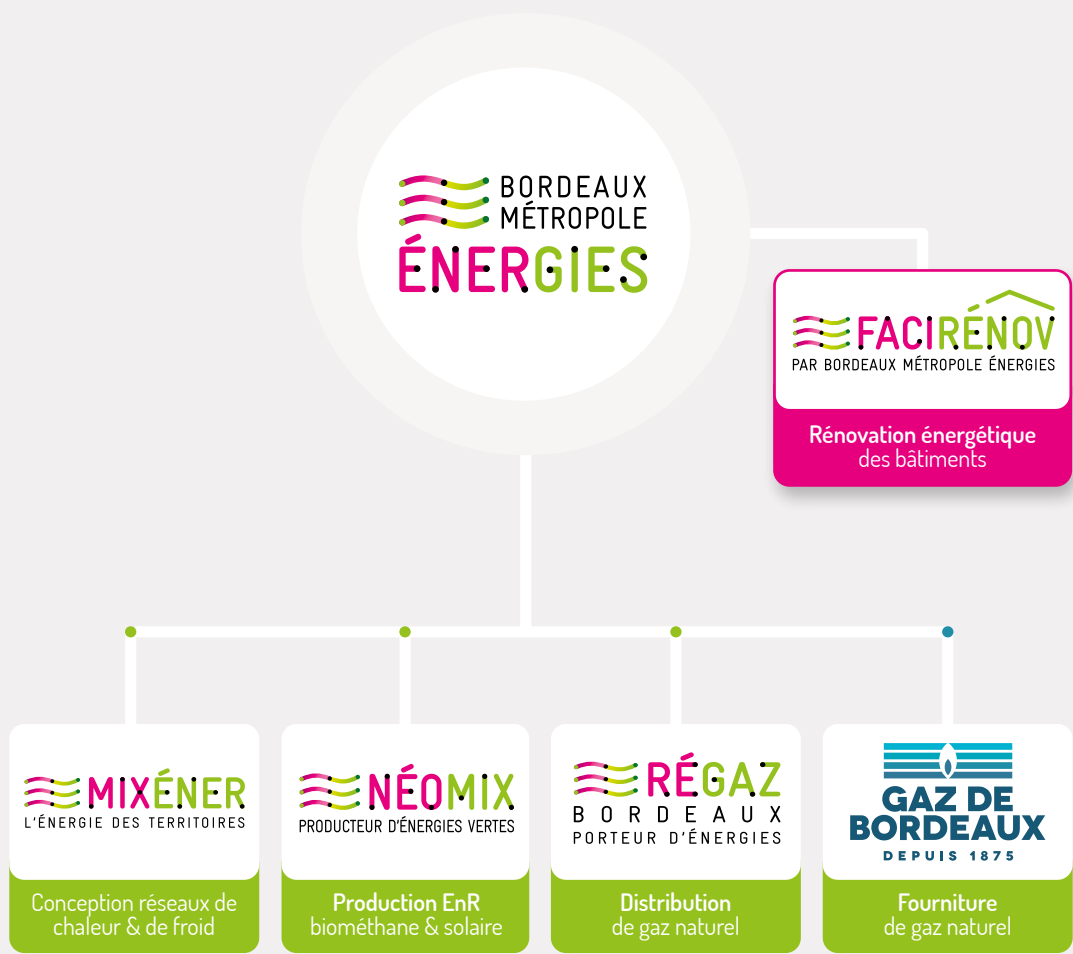 BORDEAUX
MÉTROPOLE
ÉNERGIES
FACIRÉNOV
PAR BORDEAUX MÉTROPOLE ÉNERGIES
Rénovation énergétique
des bâtiments
MIXÉNER
L'ÉNERGIE DES TERRITOIRES
Conception réseaux de
chaleur & de froid
NÉOMIX
PRODUCTEUR D'ÉNERGIES VERTES
Production EnR
biométhane & solaire
RÉGAZ
BORDEAUX
PORTEUR D'ÉNERGIES
Distribution
de gaz naturel
GAZ DE
BORDEAUX
DEPUIS 1875
Fourniture
de gaz naturel